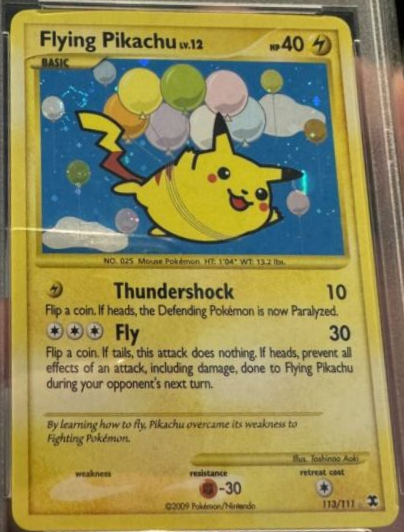 Flying Pikachu LV.12 HP 40
BASIC
NO. 025 Mouse Pokémon HT: 1'04" WT: 13.2 lbs.
Thundershock 10
Flip a coin. If heads, the Defending Pokémon is now Paralyzed.
Fly 30
Flip a coin. If tails, this attack does nothing. If heads, prevent all
effects of an attack, including damage, done to Flying Pikachu
during your opponent's next turn.
By learning how to fly, Pikachu overcame its weakness to
Fighting Pokémon.
Illus. Toshinao Aoki
weakness resistance retreat cost
-30
©2009 Pokémon/Nintendo 113/111